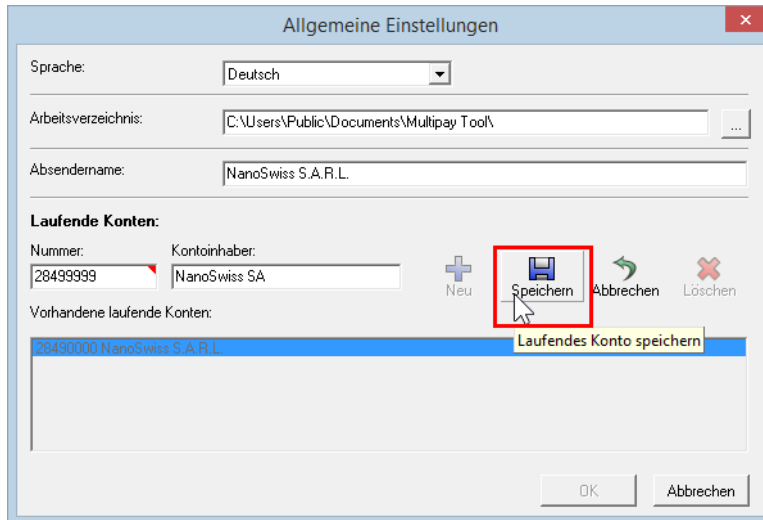 Allgemeine Einstellungen
Sprache:
Deutsch
Arbeitsverzeichnis:
C:\Users\Public\Documents\Multipay Tool\
...
Absendername:
NanoSwiss S.A.R.L.
Laufende Konten:
Nummer:
Kontoinhaber:
28499999
NanoSwiss SA
Neu
Speichern
Abbrechen
Löschen
Vorhandene laufende Konten:
Laufendes Konto speichern
28490000 NanoSwiss S.A.R.L.
OK
Abbrechen